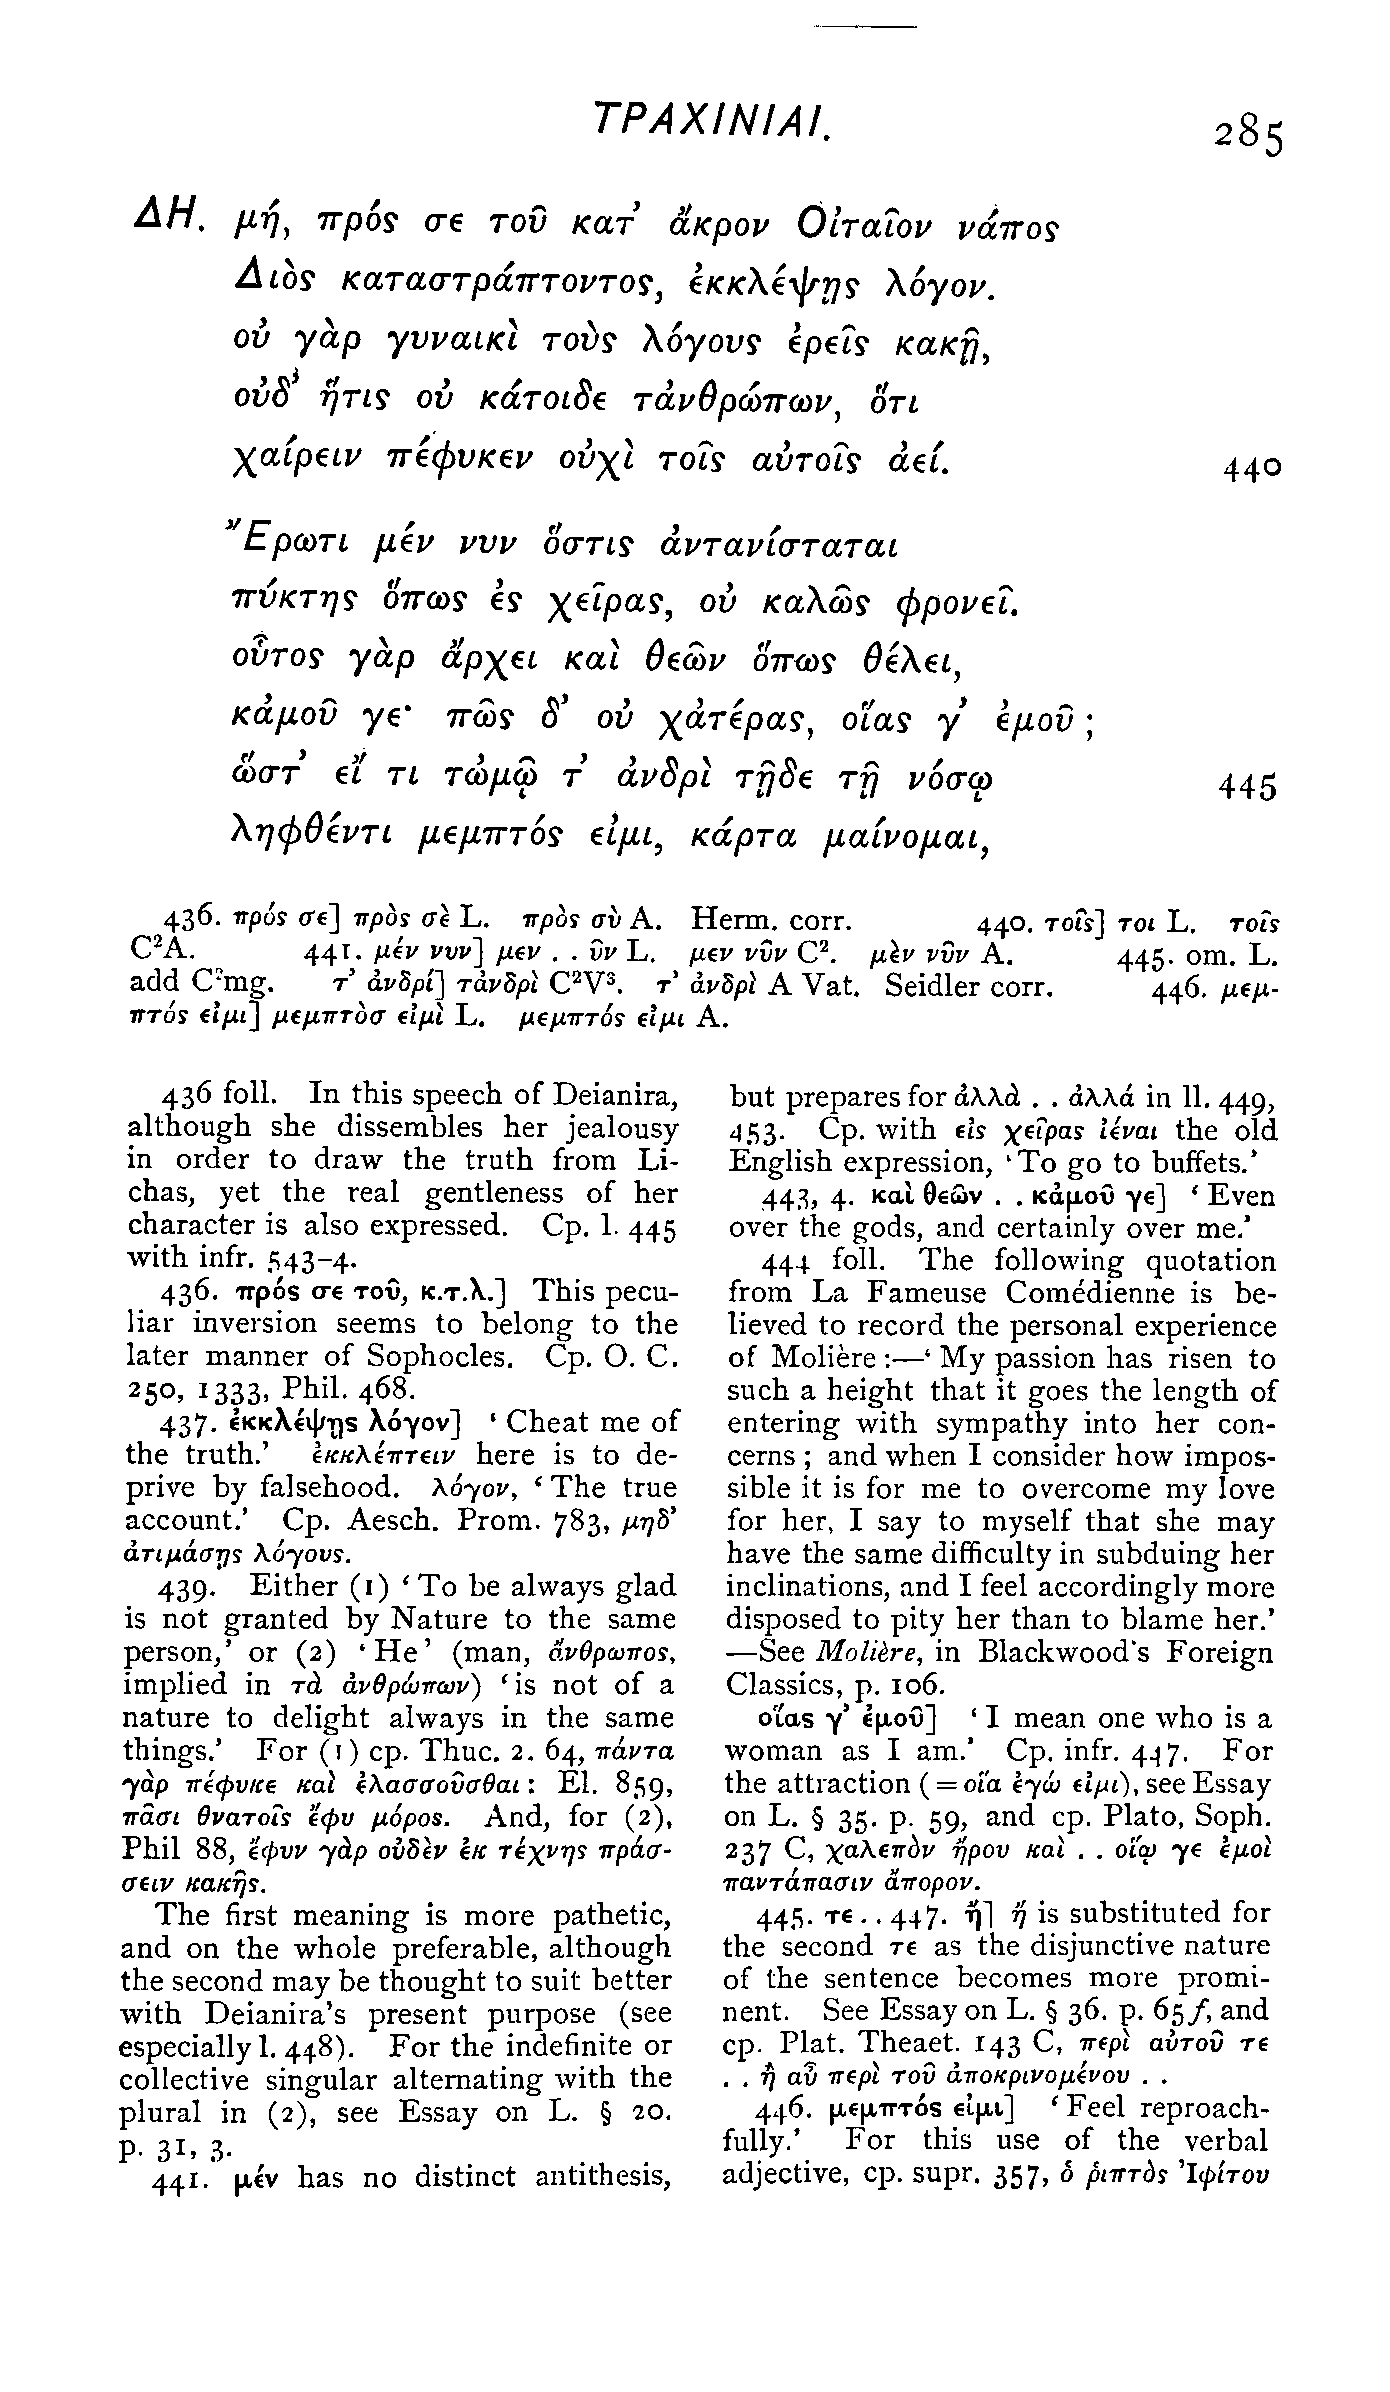 ΤΡΑΧΙΝΙΑΙ.
285
ΔΗ. μή, πρός σε τοῦ κατ᾽ ἄκρον Οἰταῖον νάπος
Διὸς καταστράπτοντος, ἐκκλέψῃς λόγον.
οὐ γὰρ γυναικὶ τοὺς λόγους ἐρεῖς κακῇ,
οὐδ᾽ ἥτις οὐ κάτοιδε τἀνθρώπων, ὅτι
χαίρειν πέφυκεν οὐχὶ τοῖς αὐτοῖς ἀεί. 440
Ἔρωτι μέν νυν ὅστις ἀντανίσταται
πύκτης ὅπως ἐς χεῖρας, οὐ καλῶς φρονεῖ.
οὗτος γὰρ ἄρχει καὶ θεῶν ὅπως θέλει,
κἀμοῦ γε· πῶς δ᾽ οὐ χἀτέρας, οἵας γ᾽ ἐμοῦ ;
ὥστ᾽ εἴ τι τὠμῷ τ᾽ ἀνδρὶ τῇδε τῇ νόσῳ 445
ληφθέντι μεμπτός εἰμι, κάρτα μαίνομαι,
436. πρός σε] πρὸς σὲ L. πρὸς σὺ A. Herm. corr. 440. τοῖς] τοι L. τοῖς
C²A. 441. μέν νυν] μεν . . ῦν L. μεν νῦν C². μὲν νῦν A. 445. om. L.
add C²mg. τ᾽ ἀνδρί] τἀνδρὶ C²V³. τ᾽ ἀνδρὶ A Vat. Seidler corr. 446. μεμ-
πτός εἰμι] μεμπτὸσ εἰμὶ L. μεμπτός εἰμι A.
436 foll. In this speech of Deianira,
although she dissembles her jealousy
in order to draw the truth from Li-
chas, yet the real gentleness of her
character is also expressed. Cp. l. 445
with infr. 543-4.
436. πρός σε τοῦ, κ.τ.λ.] This pecu-
liar inversion seems to belong to the
later manner of Sophocles. Cp. O. C.
250, 1333, Phil. 468.
437. ἐκκλέψῃς λόγον] ‘Cheat me of
the truth.’ ἐκκλέπτειν here is to de-
prive by falsehood. λόγον, ‘The true
account.’ Cp. Aesch. Prom. 783, μηδ᾽
ἀτιμάσῃς λόγους.
439. Either (1) ‘To be always glad
is not granted by Nature to the same
person,’ or (2) ‘He’ (man, ἄνθρωπος,
implied in τὰ ἀνθρώπων) ‘is not of a
nature to delight always in the same
things.’ For (1) cp. Thuc. 2. 64, πάντα
γὰρ πέφυκε καὶ ἐλασσοῦσθαι: El. 859,
πᾶσι θνατοῖς ἔφυ μόρος. And, for (2),
Phil 88, ἔφυν γὰρ οὐδὲν ἐκ τέχνης πράσ-
σειν κακῆς.
The first meaning is more pathetic,
and on the whole preferable, although
the second may be thought to suit better
with Deianira’s present purpose (see
especially l. 448). For the indefinite or
collective singular alternating with the
plural in (2), see Essay on L. § 20.
p. 31, 3.
441. μέν has no distinct antithesis,
but prepares for ἀλλὰ . . ἀλλά in ll. 449,
453. Cp. with εἰς χεῖρας ἰέναι the old
English expression, ‘To go to buffets.’
443, 4. καὶ θεῶν . . κἀμοῦ γε] ‘Even
over the gods, and certainly over me.’
444 foll. The following quotation
from La Fameuse Comédienne is be-
lieved to record the personal experience
of Molière:—‘My passion has risen to
such a height that it goes the length of
entering with sympathy into her con-
cerns; and when I consider how impos-
sible it is for me to overcome my love
for her, I say to myself that she may
have the same difficulty in subduing her
inclinations, and I feel accordingly more
disposed to pity her than to blame her.’
—See Molière, in Blackwood's Foreign
Classics, p. 106.
οἵας γ᾽ ἐμοῦ] ‘I mean one who is a
woman as I am.’ Cp. infr. 447. For
the attraction (=οἵα ἐγώ εἰμι), see Essay
on L. § 35. p. 59, and cp. Plato, Soph.
237 C, χαλεπὸν ἤρου καὶ . . οἵῳ γε ἐμοὶ
παντάπασιν ἄπορον.
445. τε . . 447. ἤ] ἤ is substituted for
the second τε as the disjunctive nature
of the sentence becomes more promi-
nent. See Essay on L. § 36. p. 65 f, and
cp. Plat. Theaet. 143 C, περὶ αὑτοῦ τε
. . ἢ αὖ περὶ τοῦ ἀποκρινομένου . .
446. μεμπτός εἰμι] ‘Feel reproach-
fully.’ For this use of the verbal
adjective, cp. supr. 357, ὁ ῥιπτὸς Ἰφίτου